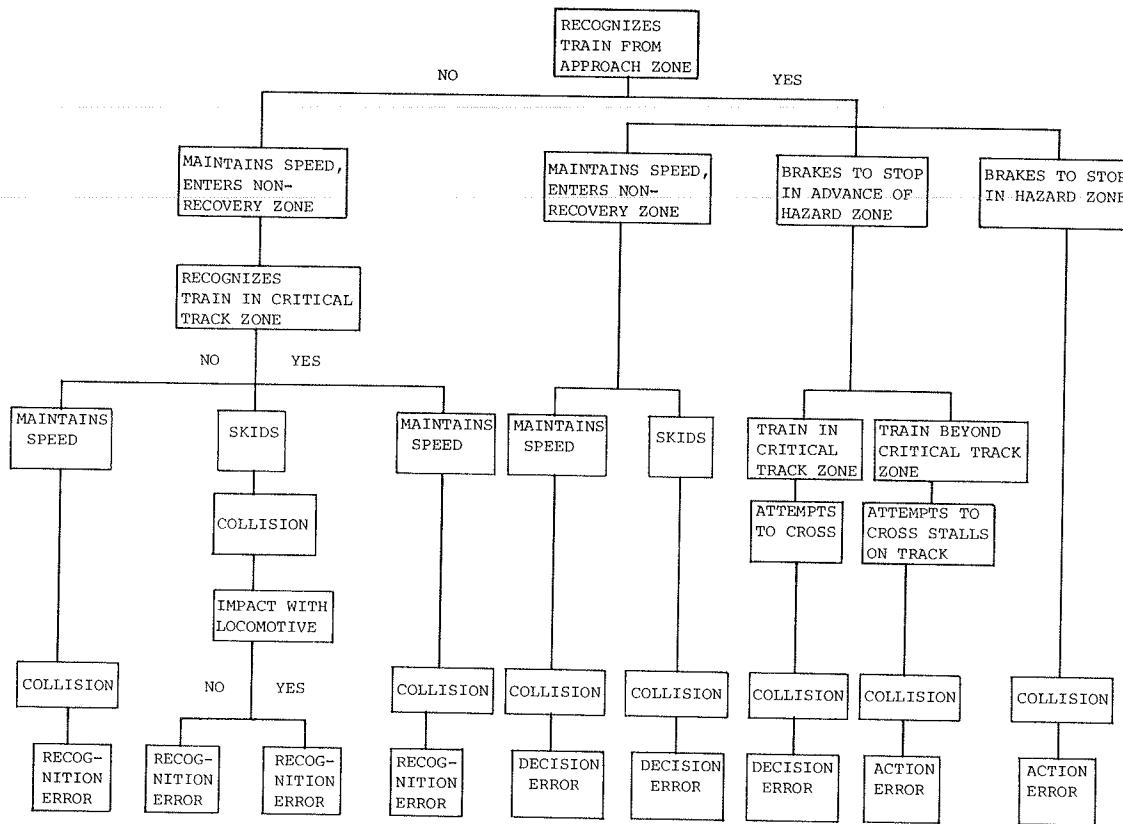 RECOGNIZES
TRAIN FROM
APPROACH ZONE
NO
YES
MAINTAINS SPEED,
ENTERS NON-
RECOVERY ZONE
MAINTAINS SPEED,
ENTERS NON-
RECOVERY ZONE
BRAKES TO STOP
IN ADVANCE OF
HAZARD ZONE
BRAKES TO STOP
IN HAZARD ZONE
RECOGNIZES
TRAIN IN CRITICAL
TRACK ZONE
NO
YES
MAINTAINS
SPEED
SKIDS
MAINTAINS
SPEED
MAINTAINS
SPEED
SKIDS
TRAIN IN
CRITICAL
TRACK ZONE
TRAIN BEYOND
CRITICAL TRACK
ZONE
COLLISION
ATTEMPTS
TO CROSS
ATTEMPTS TO
CROSS STALLS
ON TRACK
IMPACT WITH
LOCOMOTIVE
NO
YES
COLLISION
COLLISION
COLLISION
COLLISION
COLLISION
COLLISION
COLLISION
RECOG-
NITION
ERROR
RECOG-
NITION
ERROR
RECOG-
NITION
ERROR
RECOG-
NITION
ERROR
DECISION
ERROR
DECISION
ERROR
DECISION
ERROR
ACTION
ERROR
ACTION
ERROR